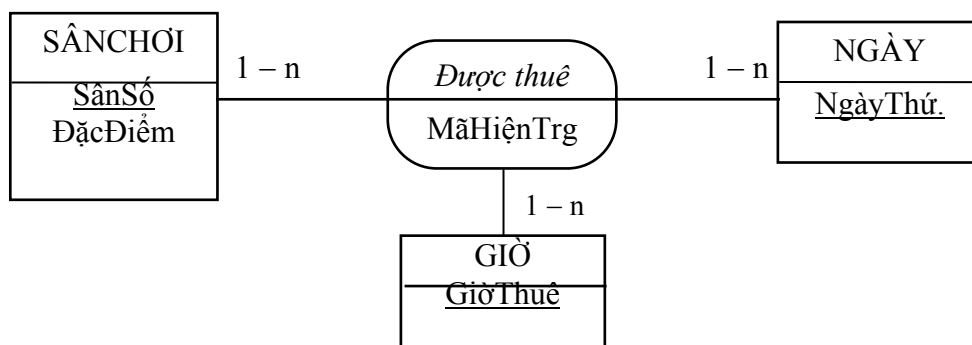 SÂNCHƠI
SânSố
ĐặcĐiểm
1 – n
Được thuê
MãHiệnTrg
1 – n
NGÀY
NgàyThứ.
1 – n
GIỜ
GiờThuê